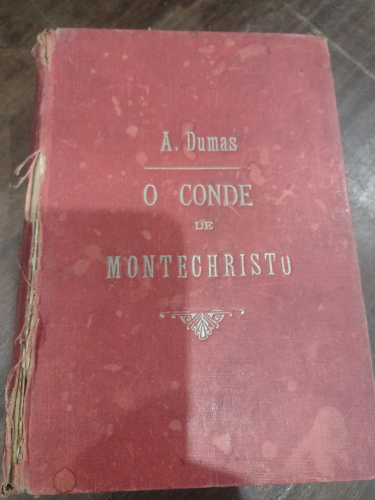 A. Dumas
O CONDE
DE
MONTECHRISTO